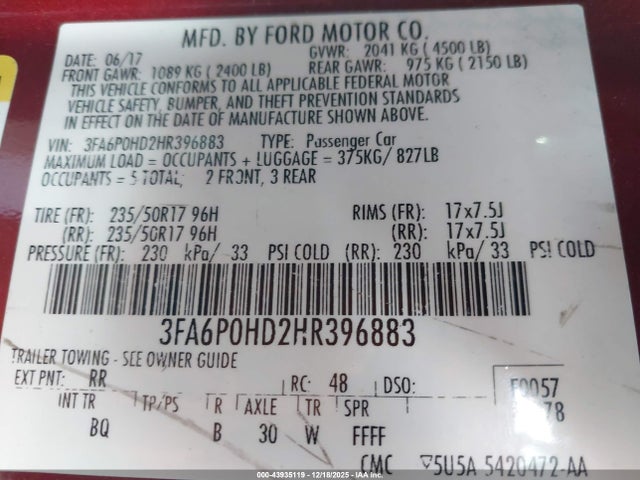 MFD. BY FORD MOTOR CO.
DATE: 06/17 GVWR: 2041 KG ( 4500 LB)
FRONT GAWR: 1089 KG ( 2400 LB) REAR GAWR: 975 KG ( 2150 LB)
THIS VEHICLE CONFORMS TO ALL APPLICABLE FEDERAL MOTOR
VEHICLE SAFETY, BUMPER, AND THEFT PREVENTION STANDARDS
IN EFFECT ON THE DATE OF MANUFACTURE SHOWN ABOVE.
VIN: 3FA6P0HD2HR396883 TYPE: Passenger Car
MAXIMUM LOAD = OCCUPANTS + LUGGAGE = 375KG/ 827LB
OCCUPANTS = 5 TOTAL; 2 FRONT, 3 REAR
TIRE (FR): 235/50R17 96H RIMS (FR): 17x7.5J
(RR): 235/50R17 96H (RR): 17x7.5J
PRESSURE (FR): 230 kPa/ 33 PSI COLD (RR): 230 kPa/ 33 PSI COLD
3FA6P0HD2HR396883
TRAILER TOWING - SEE OWNER GUIDE
EXT PNT: RR RC: 48 DSO: F0057
78
INT TR TP/PS R AXLE TR SPR
BQ B 30 W FFFF
CMC 5U5A 5420472-AA
000-43935119 - 12/18/2025 - IAA Holdings, LLC